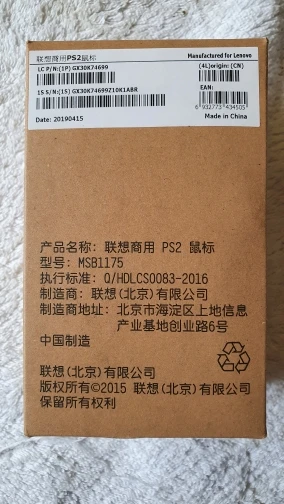 联想商用PS2鼠标
Manufactured for Lenovo
LC P/N:(1P) GX30K74699
(4L)origin: (CN)
1S S/N:(1S) GX30K74699Z10K1ABR
EAN:
6 932773 434505
Date: 20190415
Made in China
产品名称: 联想商用 PS2 鼠标
型号: MSB1175
执行标准: Q/HDLCS0083-2016
制造商: 联想(北京)有限公司
制造商地址: 北京市海淀区上地信息
产业基地创业路6号
中国制造
联想(北京)有限公司
版权所有©2015 联想(北京)有限公司
保留所有权利